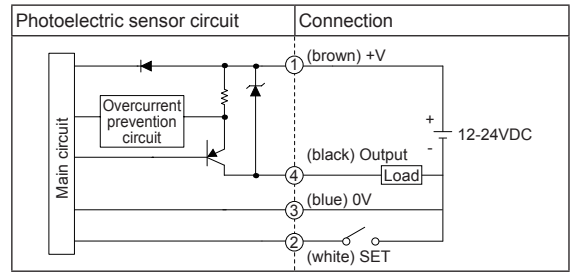 Photoelectric sensor circuit
Connection
Main circuit
Overcurrent
prevention
circuit
1
(brown) +V
+
12-24VDC
-
(black) Output
4
Load
(blue) 0V
3
2
(white) SET